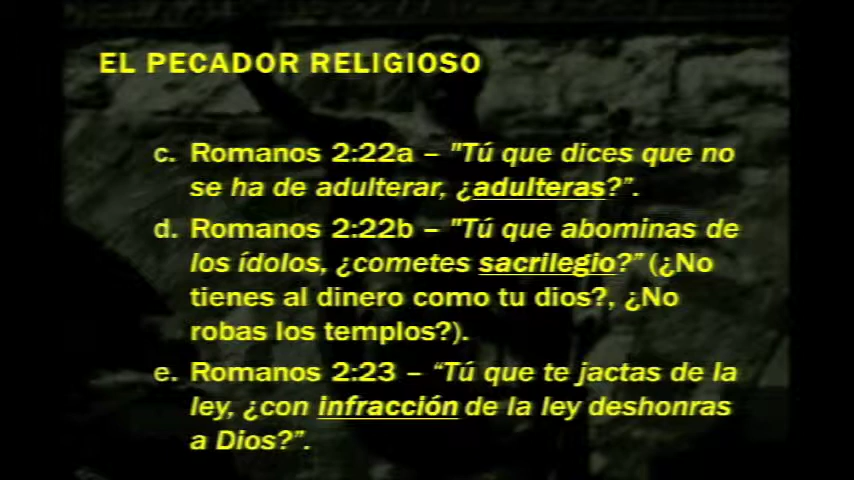 EL PECADOR RELIGIOSO
c. Romanos 2:22a – "Tú que dices que no
se ha de adulterar, ¿adulteras?”.
d. Romanos 2:22b – "Tú que abominas de
los ídolos, ¿cometes sacrilegio?” (¿No
tienes al dinero como tu dios?, ¿No
robas los templos?).
e. Romanos 2:23 – “Tú que te jactas de la
ley, ¿con infracción de la ley deshonras
a Dios?”.